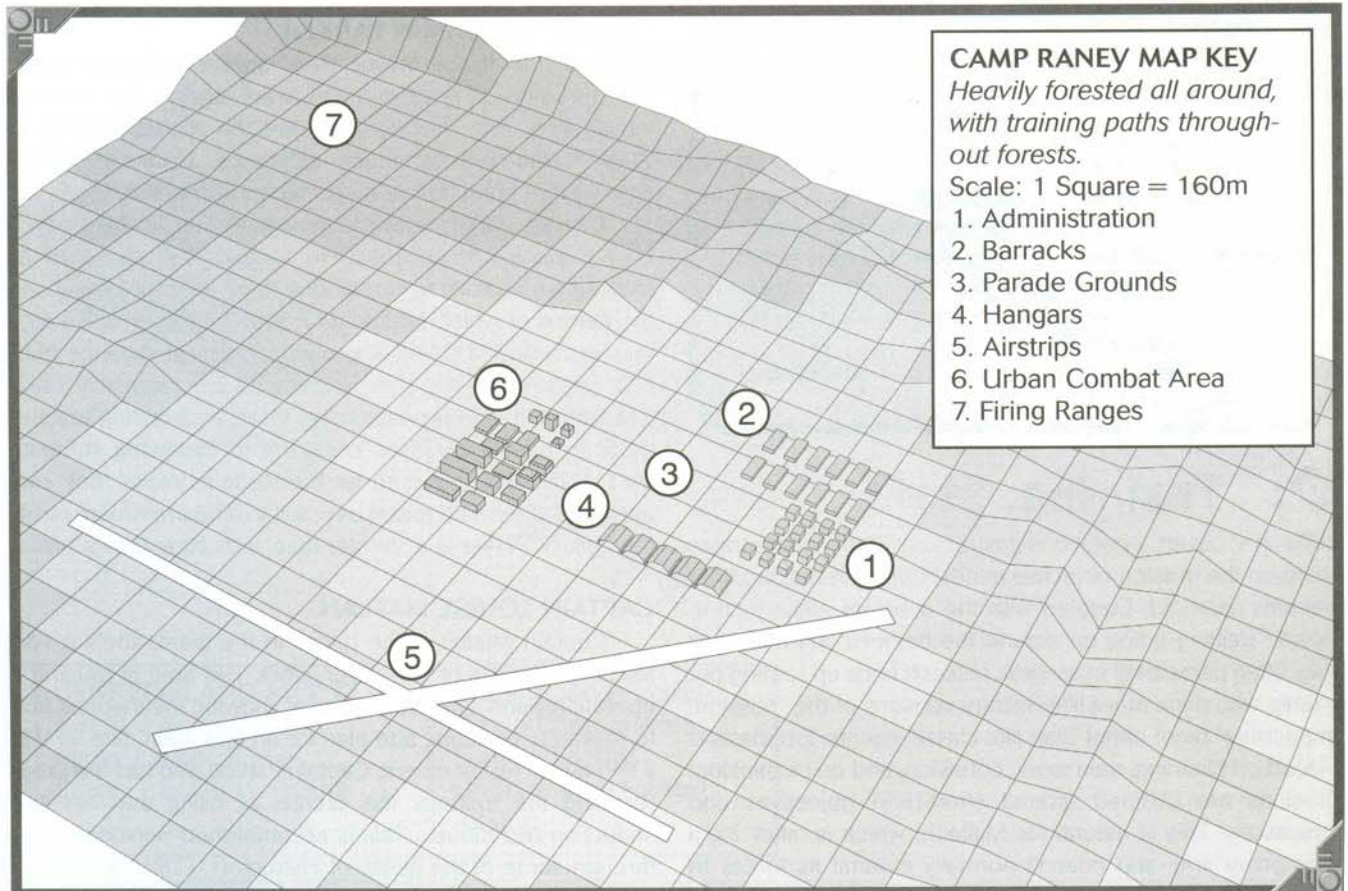 CAMP RANEY MAP KEY
Heavily forested all around,
with training paths through-
out forests.
Scale: 1 Square = 160m
1. Administration
2. Barracks
3. Parade Grounds
4. Hangars
5. Airstrips
6. Urban Combat Area
7. Firing Ranges
7
6
2
3
4
1
5